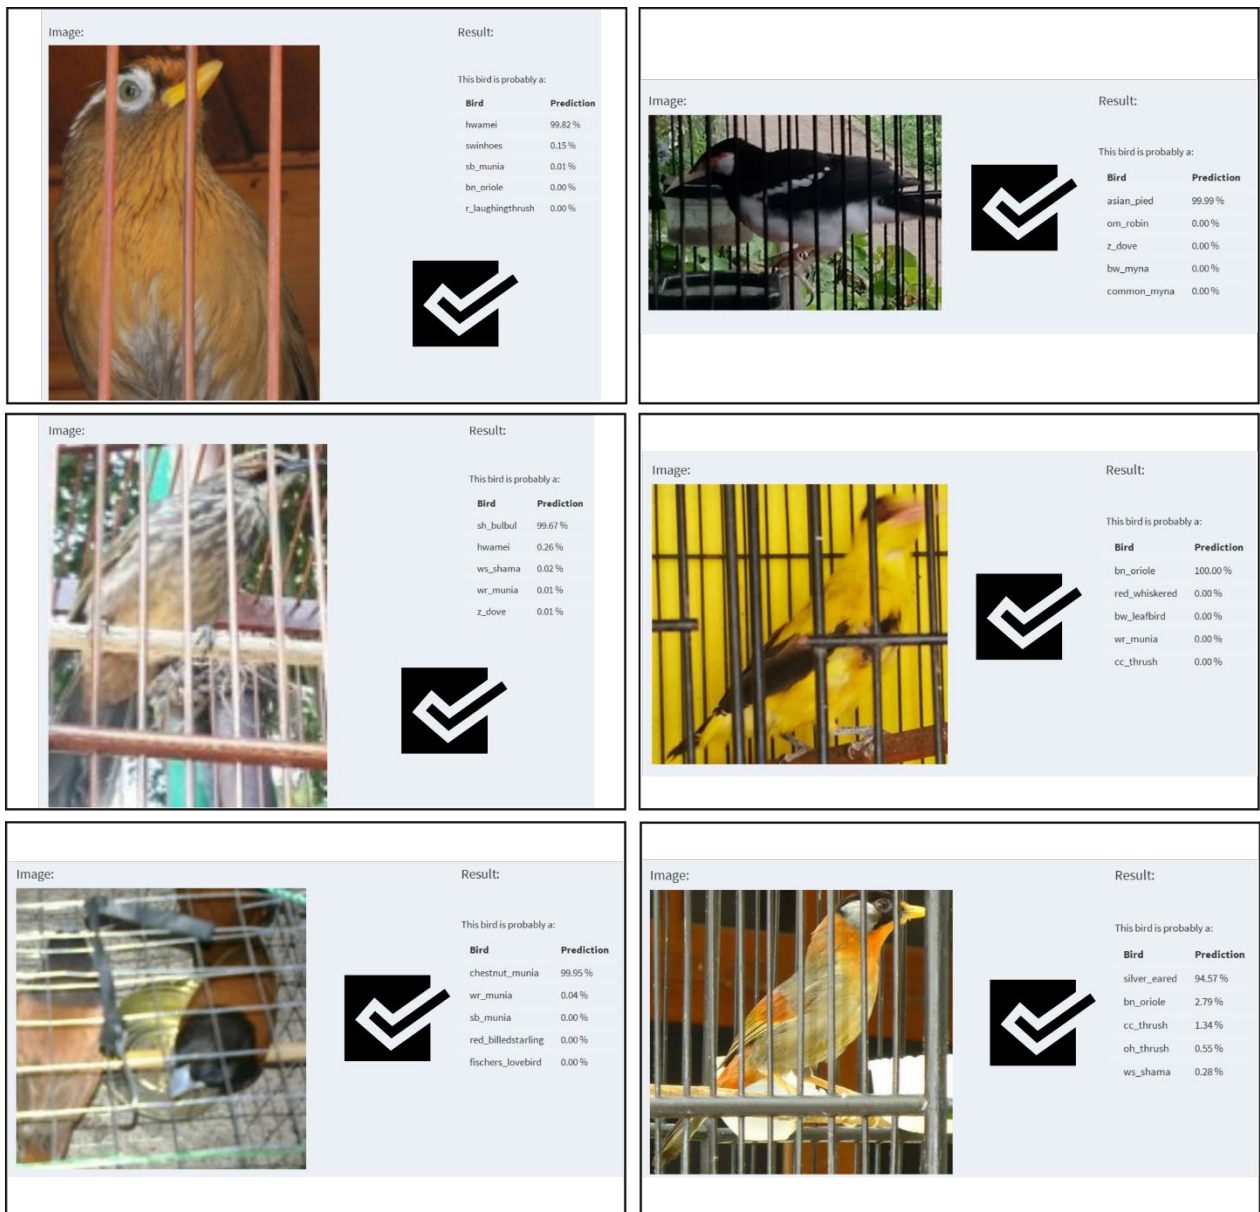 Image:
Result:
This bird is probably a:
Bird Prediction
hwamei 99.82 %
swinhoes 0.15 %
sb_munia 0.01 %
bn_oriole 0.00 %
r_laughingthrush 0.00 %
Image:
Result:
This bird is probably a:
Bird Prediction
asian_pied 99.99 %
om_robin 0.00 %
z_dove 0.00 %
bw_myna 0.00 %
common_myna 0.00 %
Image:
Result:
This bird is probably a:
Bird Prediction
sh_bulbul 99.67 %
hwamei 0.26 %
ws_shama 0.02 %
wr_munia 0.01 %
z_dove 0.01 %
Image:
Result:
This bird is probably a:
Bird Prediction
bn_oriole 100.00 %
red_whiskered 0.00 %
bw_leafbird 0.00 %
wr_munia 0.00 %
cc_thrush 0.00 %
Image:
Result:
This bird is probably a:
Bird Prediction
chestnut_munia 99.95 %
wr_munia 0.04 %
sb_munia 0.00 %
red_billedstarling 0.00 %
fischers_lovebird 0.00 %
Image:
Result:
This bird is probably a:
Bird Prediction
silver_eared 94.57 %
bn_oriole 2.79 %
cc_thrush 1.34 %
oh_thrush 0.55 %
ws_shama 0.28 %